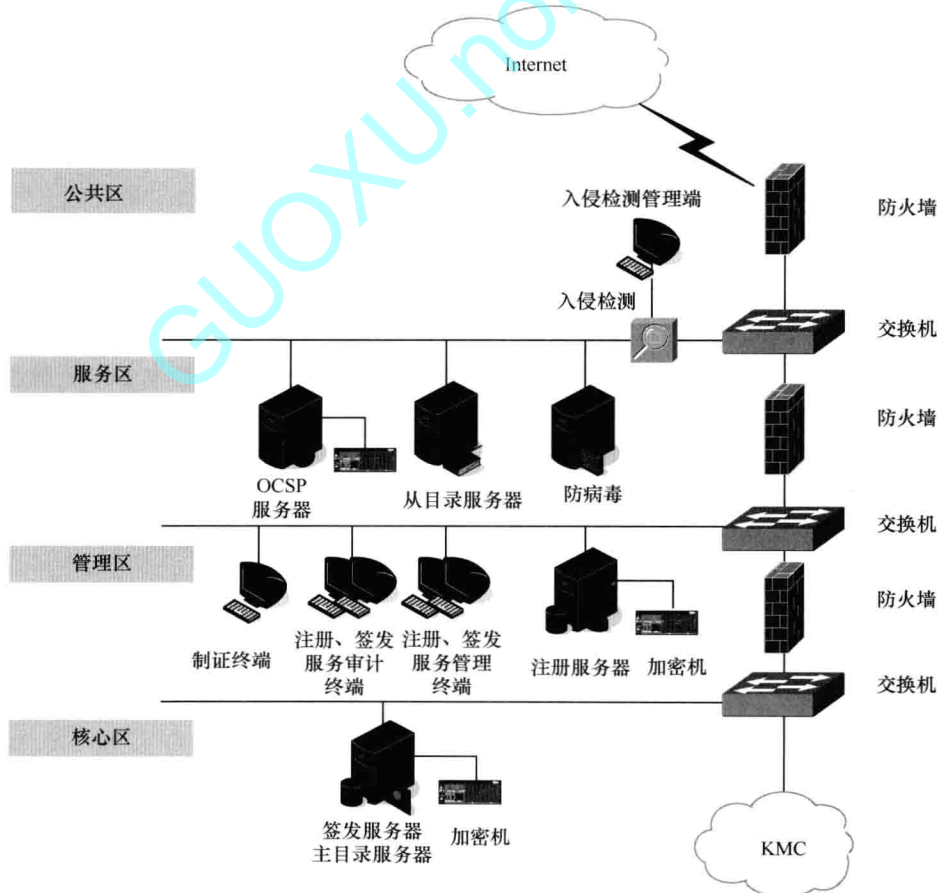 GUOXU.no
Internet
公共区
入侵检测管理端
防火墙
入侵检测
交换机
服务区
防火墙
OCSP
服务器
从目录服务器
防病毒
交换机
管理区
防火墙
制证终端
注册、签发
服务审计
终端
注册、签发
服务管理
终端
注册服务器
加密机
交换机
核心区
签发服务器
主目录服务器
加密机
KMC